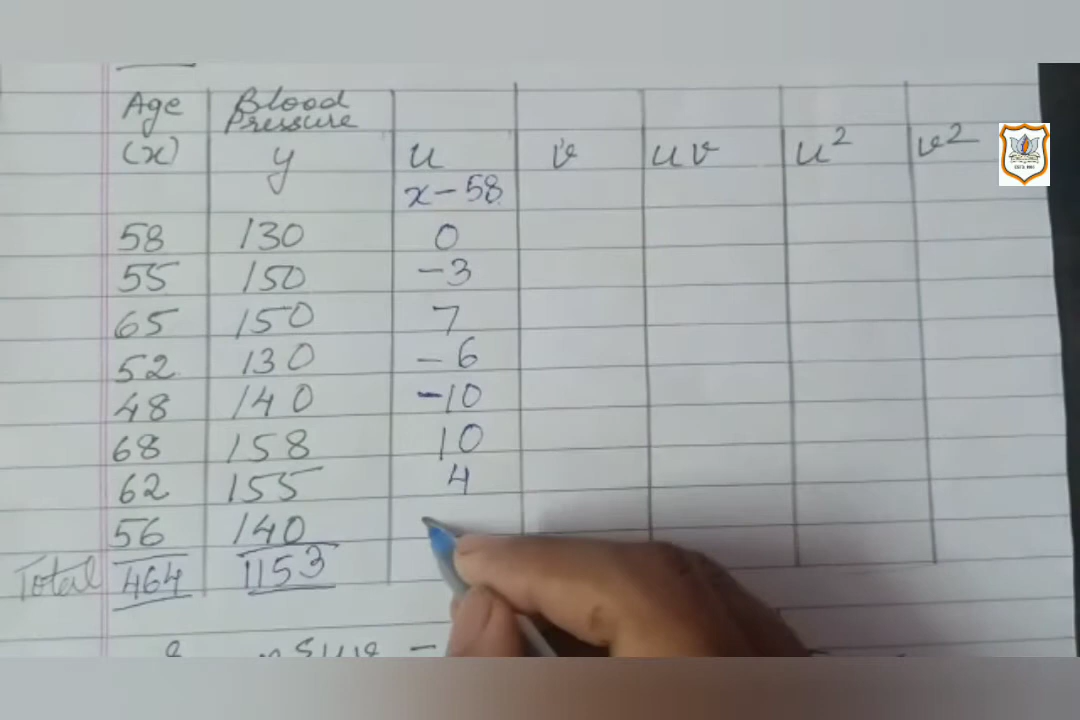 Age Blood Pressure
(x) y u v uv u² v²
x-58
58 130 0
55 150 -3
65 150 7
52 130 -6
48 140 -10
68 158 10
62 155 4
56 140
Total 464 1153